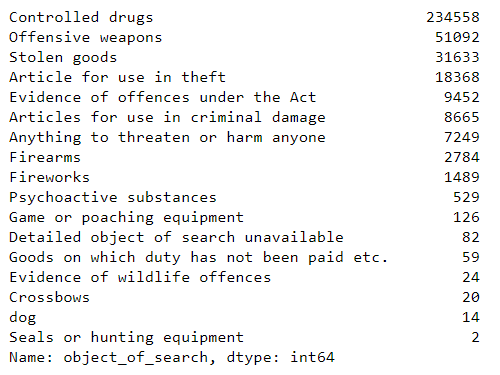 Controlled drugs 234558
Offensive weapons 51092
Stolen goods 31633
Article for use in theft 18368
Evidence of offences under the Act 9452
Articles for use in criminal damage 8665
Anything to threaten or harm anyone 7249
Firearms 2784
Fireworks 1489
Psychoactive substances 529
Game or poaching equipment 126
Detailed object of search unavailable 82
Goods on which duty has not been paid etc. 59
Evidence of wildlife offences 24
Crossbows 20
dog 14
Seals or hunting equipment 2
Name: object_of_search, dtype: int64